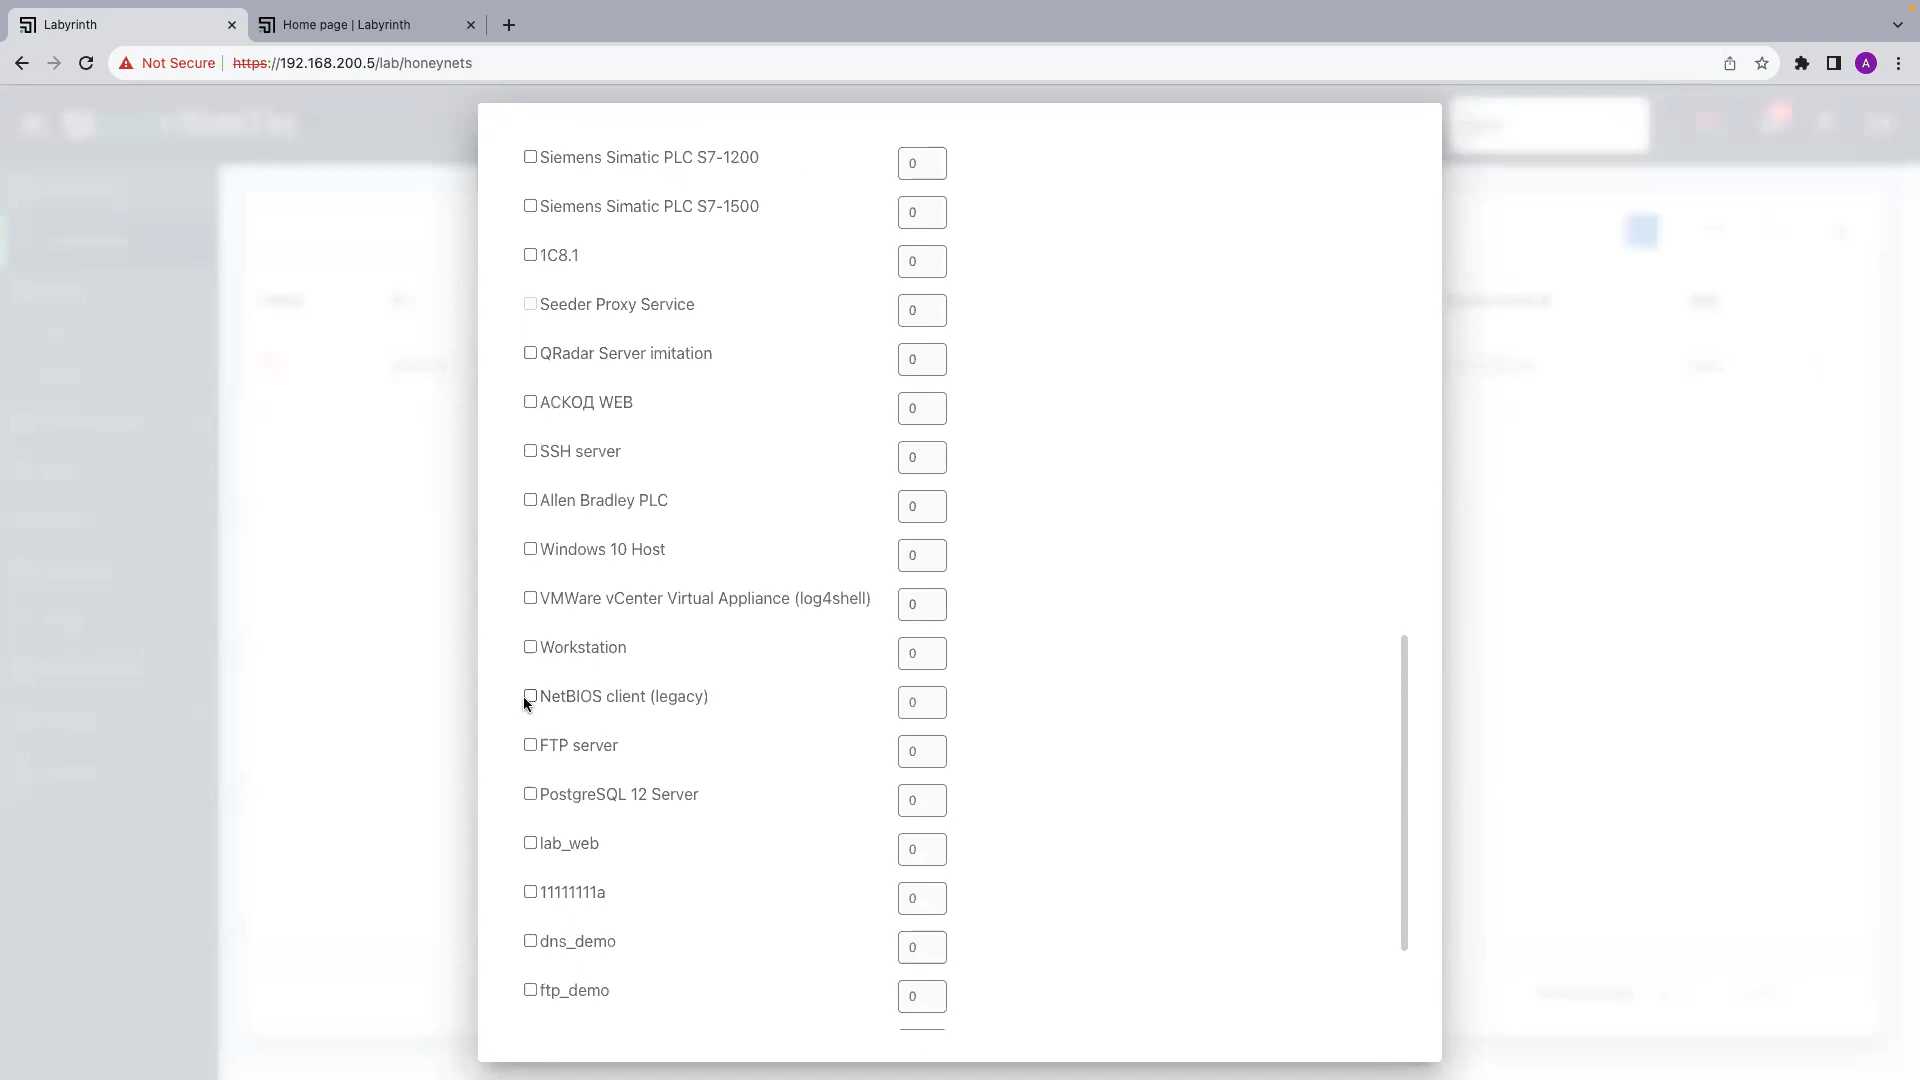 Labyrinth
Home page | Labyrinth
Not Secure
https://192.168.200.5/lab/honeynets
A
Siemens Simatic PLC S7-1200 0
Siemens Simatic PLC S7-1500 0
1C8.1 0
Seeder Proxy Service 0
QRadar Server imitation 0
АСКОД WEB 0
SSH server 0
Allen Bradley PLC 0
Windows 10 Host 0
VMWare vCenter Virtual Appliance (log4shell) 0
Workstation 0
NetBIOS client (legacy) 0
FTP server 0
PostgreSQL 12 Server 0
lab_web 0
11111111a 0
dns_demo 0
ftp_demo 0